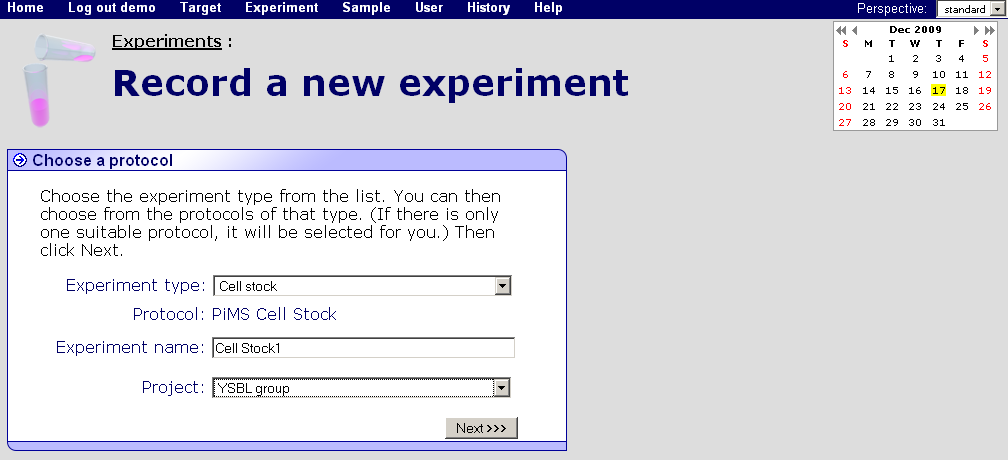 Home Log out demo Target Experiment Sample User History Help Perspective: standard
Experiments :
Record a new experiment
Dec 2009
S M T W T F S
1 2 3 4 5
6 7 8 9 10 11 12
13 14 15 16 17 18 19
20 21 22 23 24 25 26
27 28 29 30 31
Choose a protocol
Choose the experiment type from the list. You can then
choose from the protocols of that type. (If there is only
one suitable protocol, it will be selected for you.) Then
click Next.
Experiment type: Cell stock
Protocol: PiMS Cell Stock
Experiment name: Cell Stock1
Project: YSBL group
Next >>>